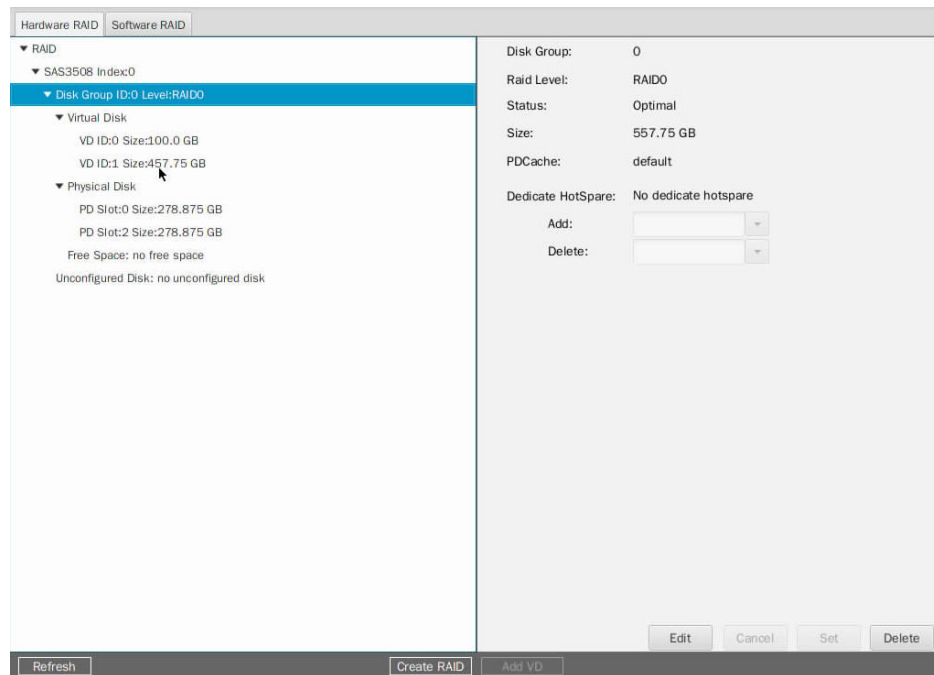 Hardware RAID Software RAID
RAID
SAS3508 Index:0
Disk Group ID:0 Level:RAID0
Virtual Disk
VD ID:0 Size:100.0 GB
VD ID:1 Size:457.75 GB
Physical Disk
PD Slot:0 Size:278.875 GB
PD Slot:2 Size:278.875 GB
Free Space: no free space
Unconfigured Disk: no unconfigured disk
Disk Group: 0
Raid Level: RAID0
Status: Optimal
Size: 557.75 GB
PDCache: default
Dedicate HotSpare: No dedicate hotspare
Add:
Delete:
Edit Cancel Set Delete
Refresh Create RAID Add VD